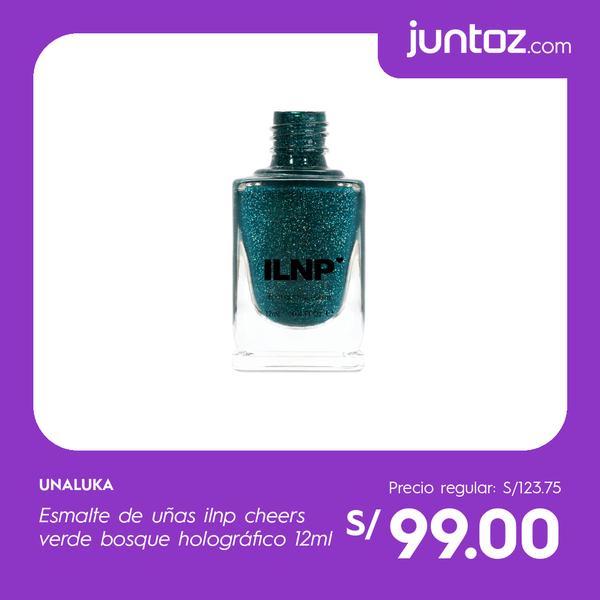 juntoz.com
ILNP
UNALUKA
Esmalte de uñas ilnp cheers
verde bosque holográfico 12ml
Precio regular: S/123.75
S/99.00